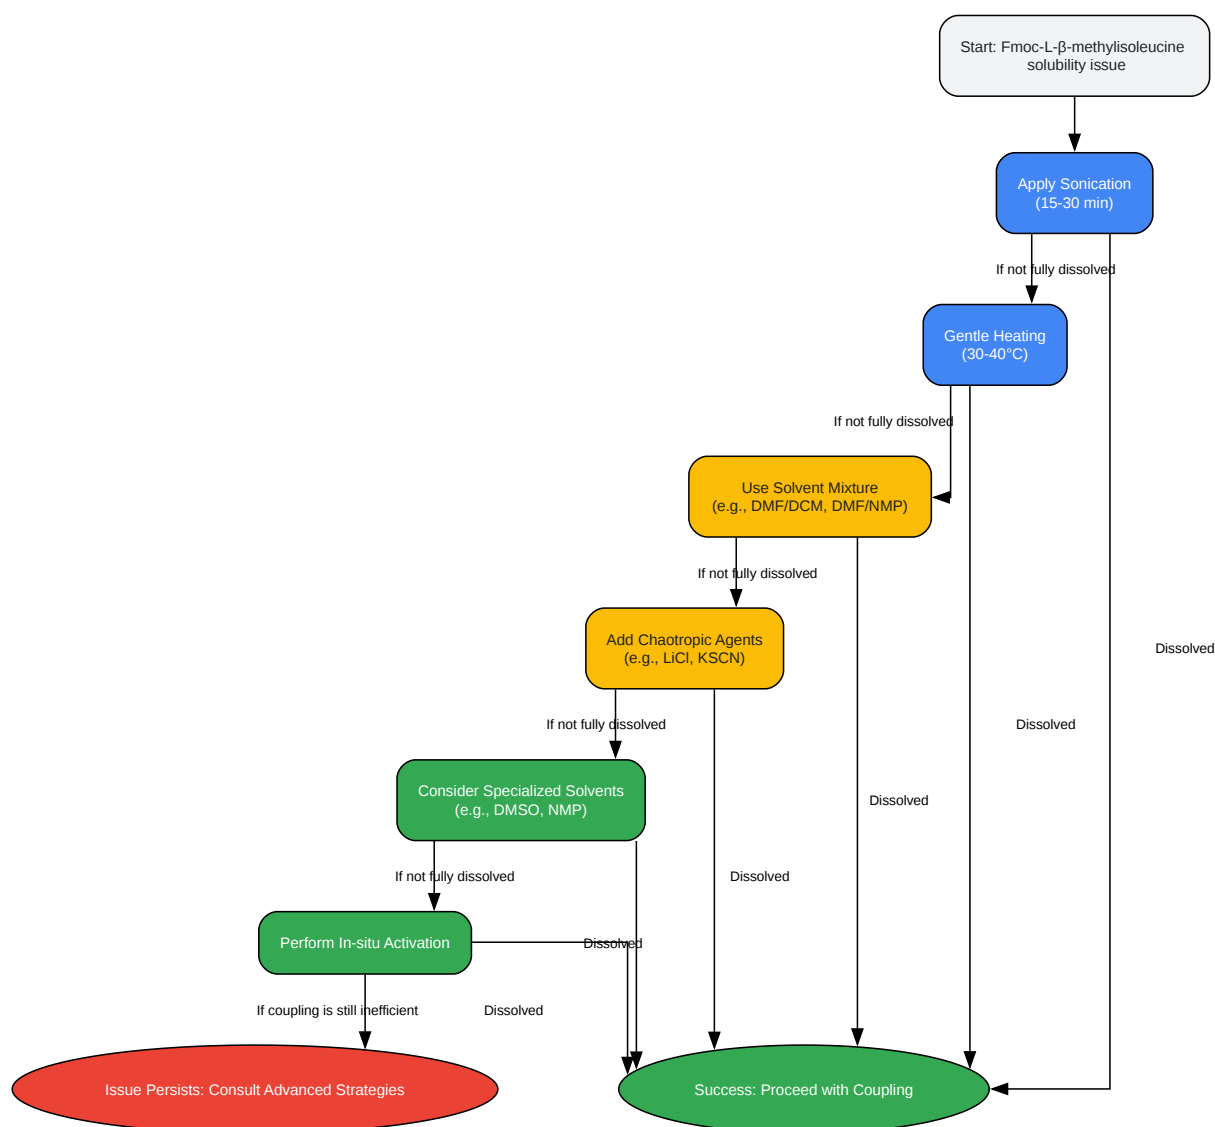 Start: Fmoc-L-β-methylisoleucine
solubility issue
Apply Sonication
(15-30 min)
If not fully dissolved
Gentle Heating
(30-40°C)
If not fully dissolved
Use Solvent Mixture
(e.g., DMF/DCM, DMF/NMP)
If not fully dissolved
Add Chaotropic Agents
(e.g., LiCl, KSCN)
Dissolved
If not fully dissolved
Dissolved
Consider Specialized Solvents
(e.g., DMSO, NMP)
Dissolved
If not fully dissolved
Dissolved
Perform In-situ Activation
Dissolved
If coupling is still inefficient
Dissolved
Issue Persists: Consult Advanced Strategies
Success: Proceed with Coupling